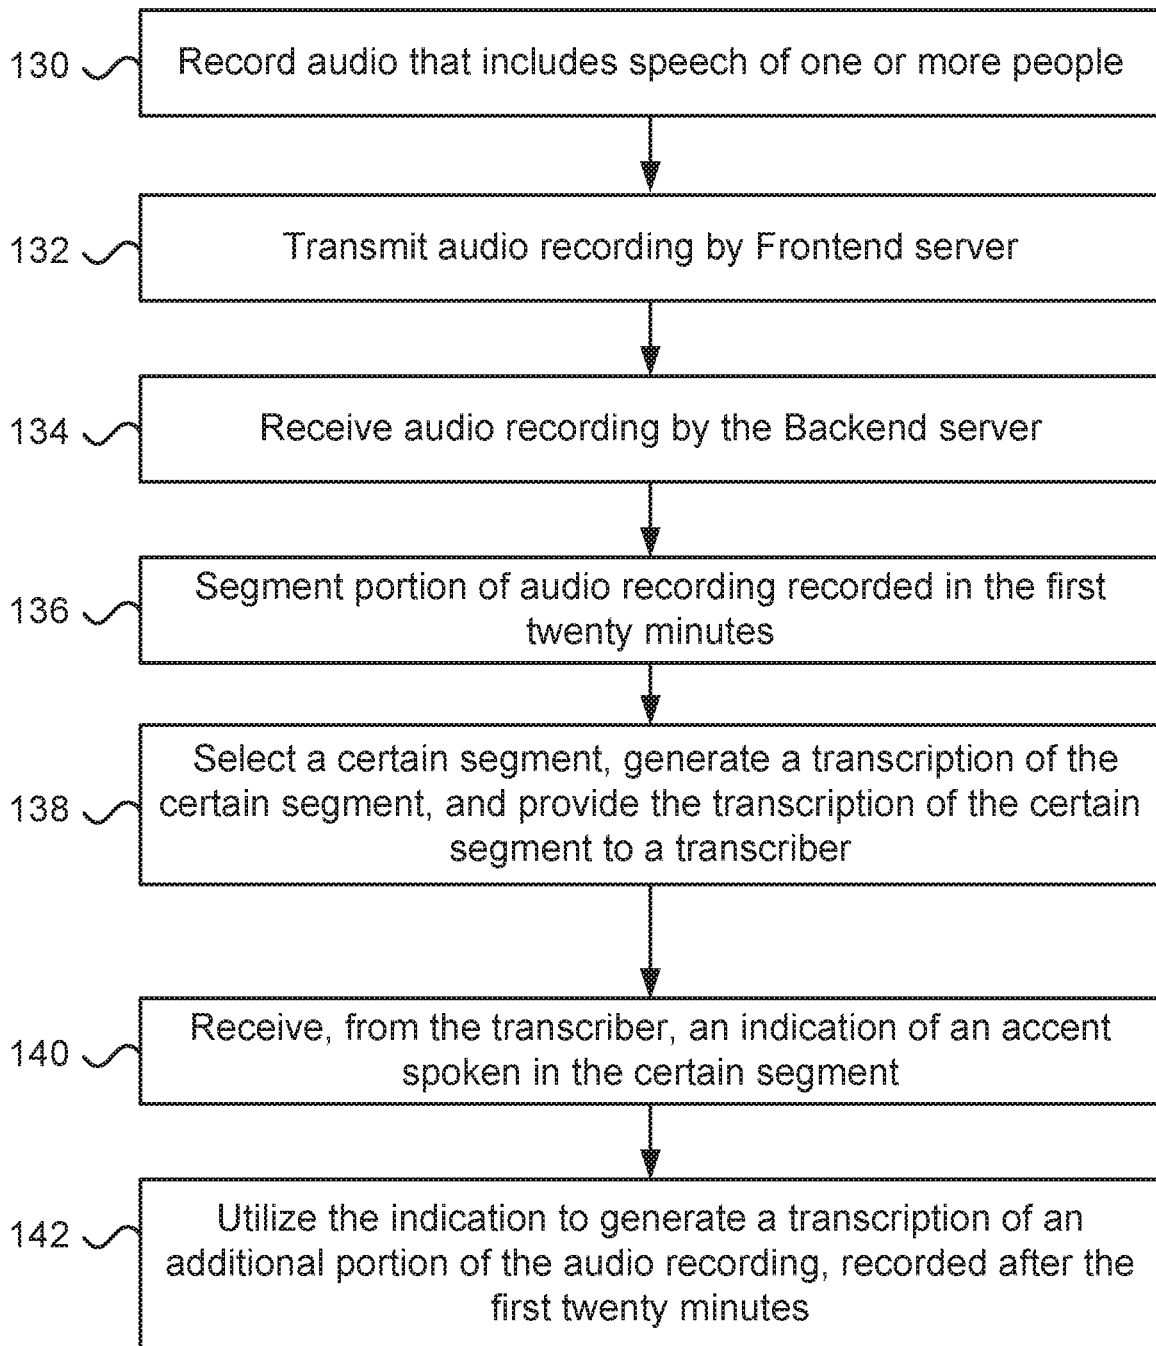 130 Record audio that includes speech of one or more people
132 Transmit audio recording by Frontend server
134 Receive audio recording by the Backend server
136 Segment portion of audio recording recorded in the first
twenty minutes
Select a certain segment, generate a transcription of the
138 certain segment, and provide the transcription of the certain
segment to a transcriber
140 Receive, from the transcriber, an indication of an accent
spoken in the certain segment
142 Utilize the indication to generate a transcription of an
additional portion of the audio recording, recorded after the
first twenty minutes